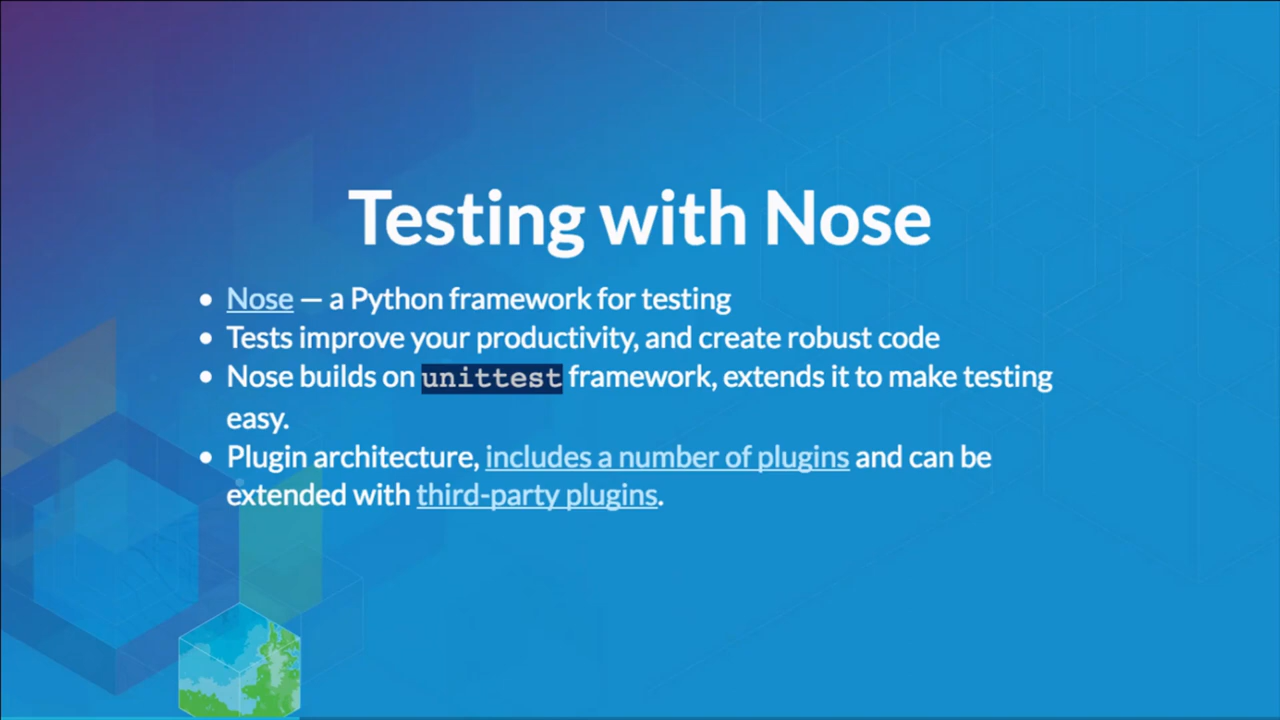 Testing with Nose
• Nose — a Python framework for testing
• Tests improve your productivity, and create robust code
• Nose builds on unittest framework, extends it to make testing
easy.
• Plugin architecture, includes a number of plugins and can be
extended with third-party plugins.